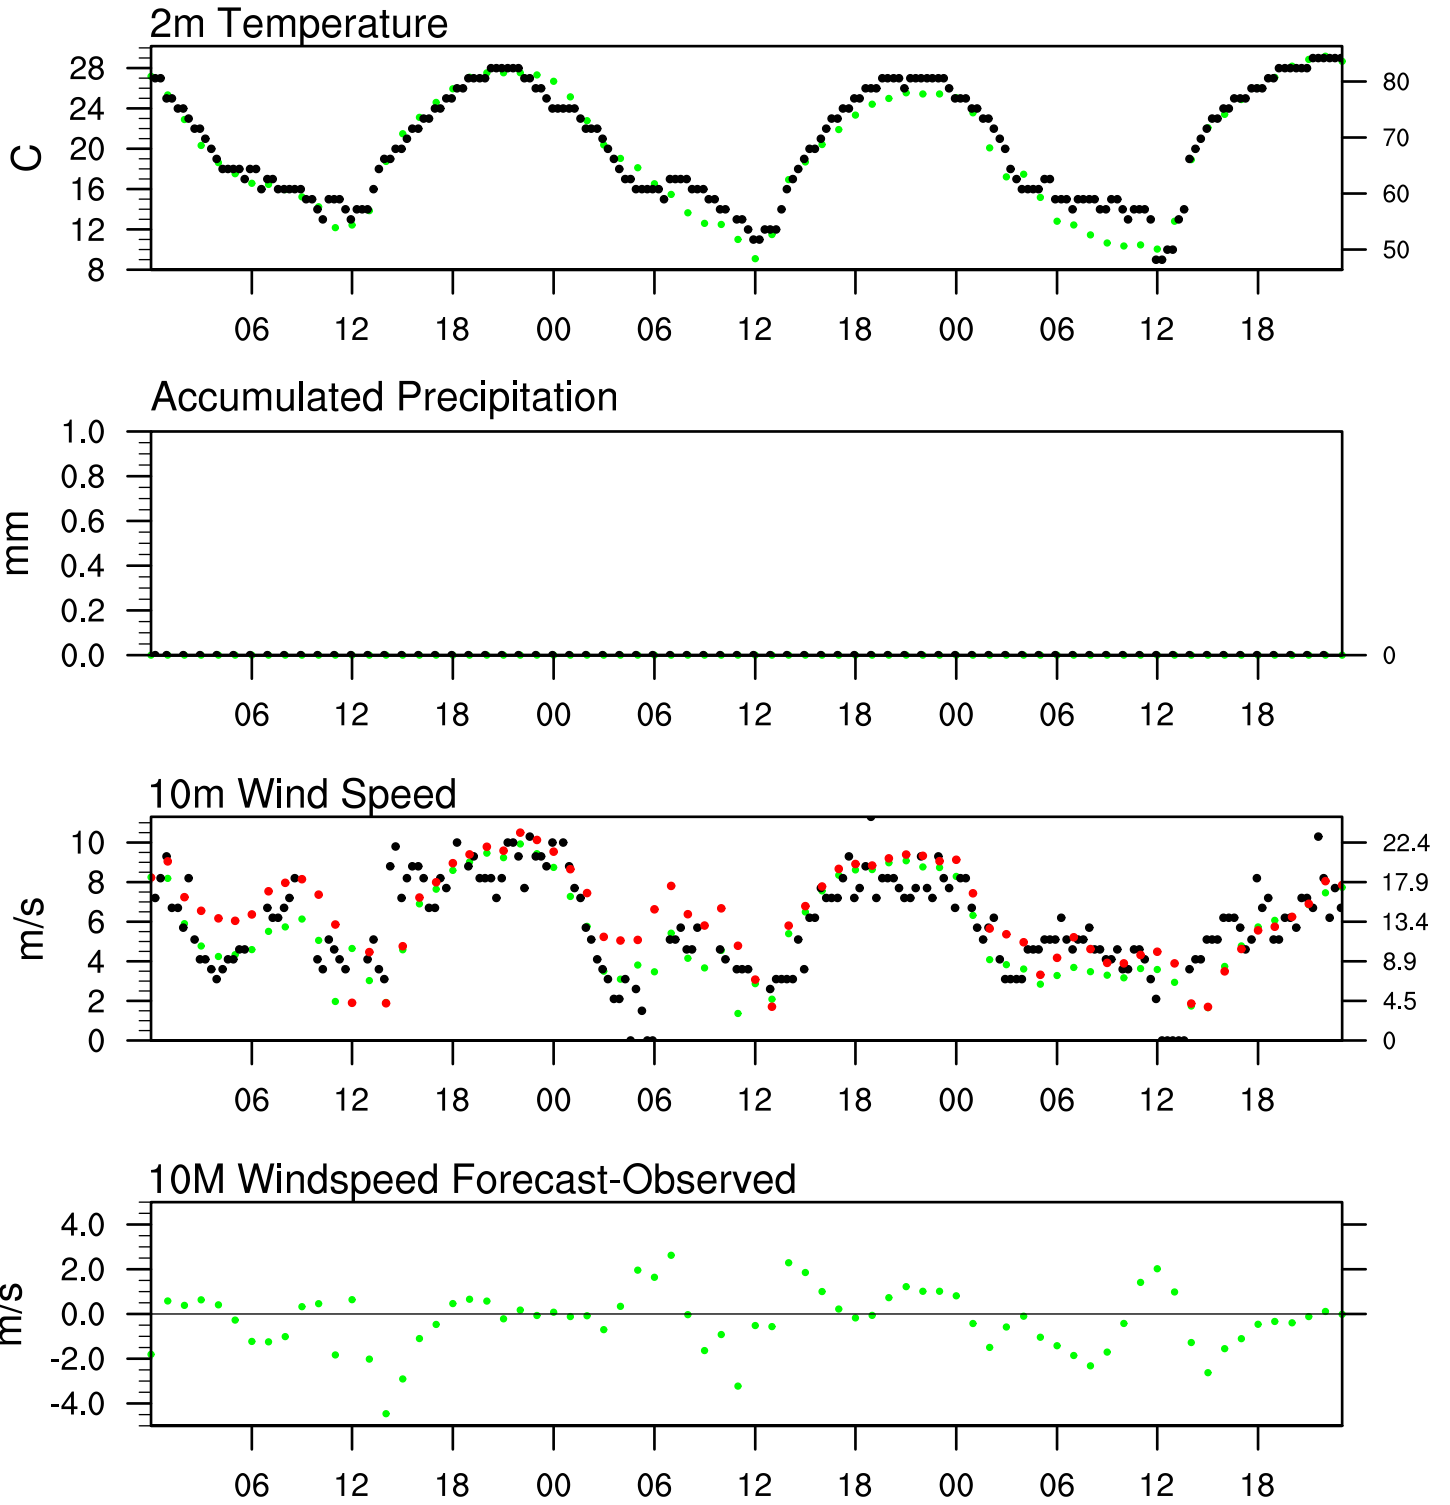 2m Temperature
28
24
20
16
12
8
C
80
70
60
50
06 12 18 00 06 12 18 00 06 12 18
Accumulated Precipitation
1.0
0.8
0.6
0.4
0.2
0.0
mm
0
06 12 18 00 06 12 18 00 06 12 18
10m Wind Speed
10
8
6
4
2
0
m/s
22.4
17.9
13.4
8.9
4.5
0
06 12 18 00 06 12 18 00 06 12 18
10M Windspeed Forecast-Observed
4.0
2.0
0.0
-2.0
-4.0
m/s
06 12 18 00 06 12 18 00 06 12 18